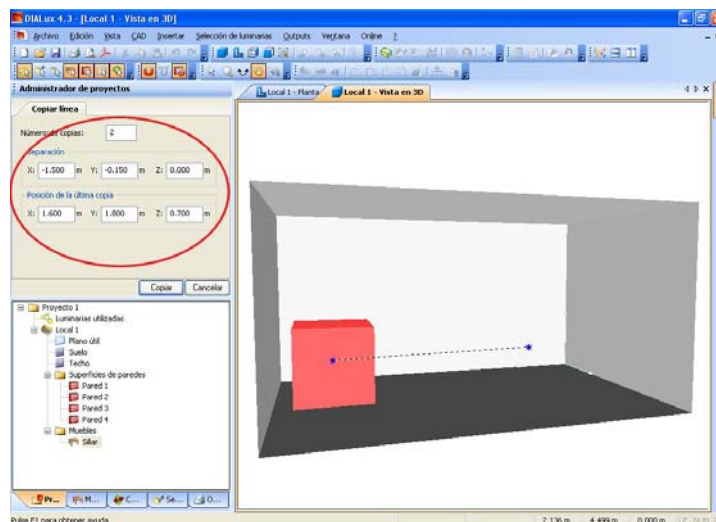 DIALux 4.3 - [Local 1 - Vista en 3D]
Archivo Edición Vista CAD Insertar Selección de luminarias Outputs Ventana Online ?
Administrador de proyectos
Local 1 - Planta Local 1 - Vista en 3D
Copiar línea
Número de copias: 2
Separación
X: -1.500 m Y: -0.150 m Z: 0.000 m
Posición de la última copia
X: 1.600 m Y: 1.800 m Z: 0.700 m
Copiar Cancelar
Proyecto 1
Luminarias utilizadas
Local 1
Plano útil
Suelo
Techo
Superficies de paredes
Pared 1
Pared 2
Pared 3
Pared 4
Muebles
Sillar
Pr... M... C... Se... O...
Pulse F1 para obtener ayuda. 2.136 m 4.499 m 0.000 m